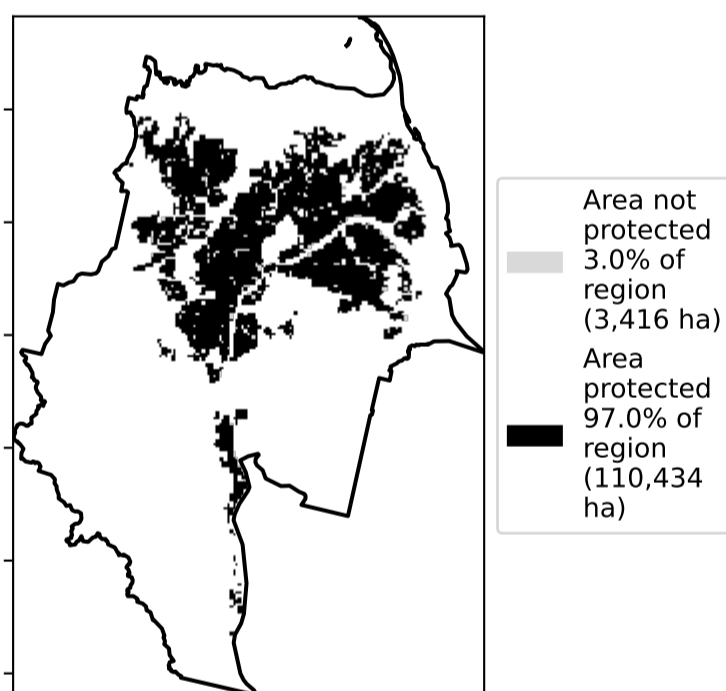 Area not
protected
3.0% of
region
(3,416 ha)
Area
protected
97.0% of
region
(110,434
ha)